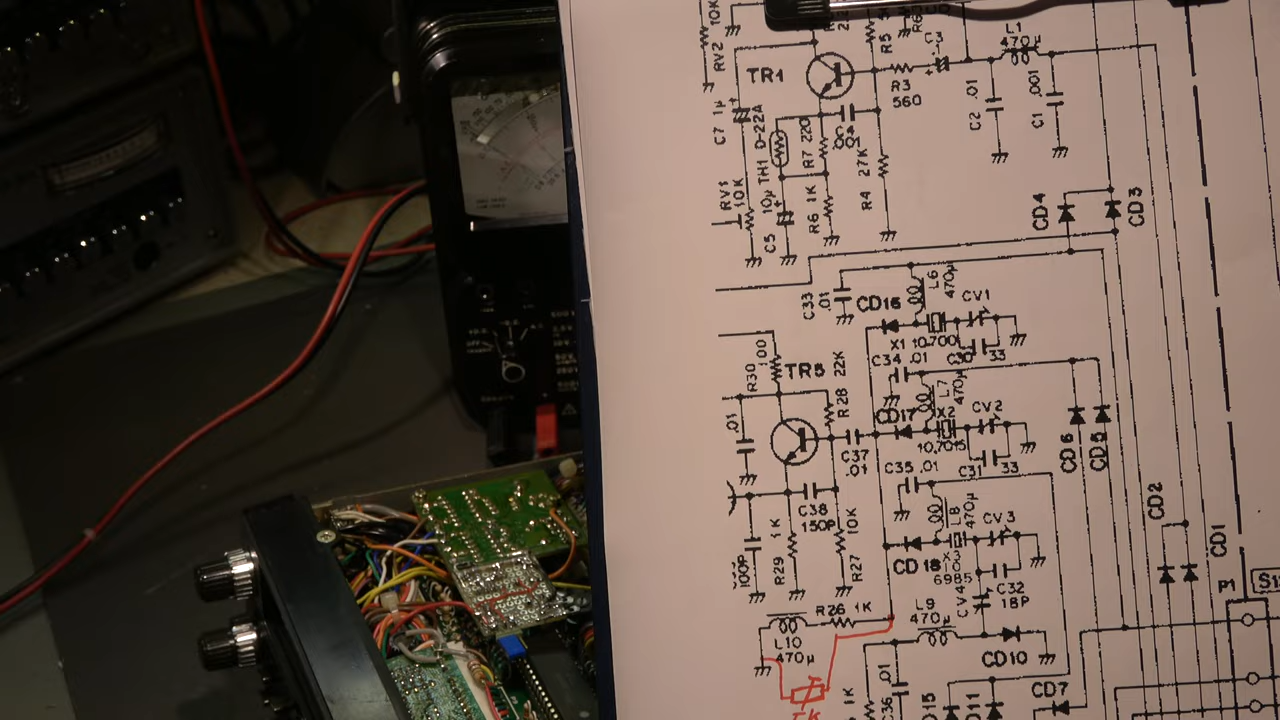 10K
RV2
R5
C3
L1
470µ
TR1
R3
560
C2 .01
C1 .001
C7 1µ
D-22A
TH1
R7 220
RV1
10K
10µ
C5
R6 1K
27K
R4
CD4
CD3
C33
.01
CD16
L6
470µ
CV1
X1 10.700
C30 33
R30 100
TR5
22K
R28
C34 .01
L7
470µ
CD17
X2
10.7015
CV2
C31 33
CD6
CD5
.01
C37
.01
C35 .01
C38
150P
100P
R29 1K
10K
R27
L8
470µ
CV3
CD18
X3
6985
CV4
C32
18P
CD2
CD1
P1
R26 1K
L10
470µ
L9
470µ
CD10
1K
C36 .01
CD7